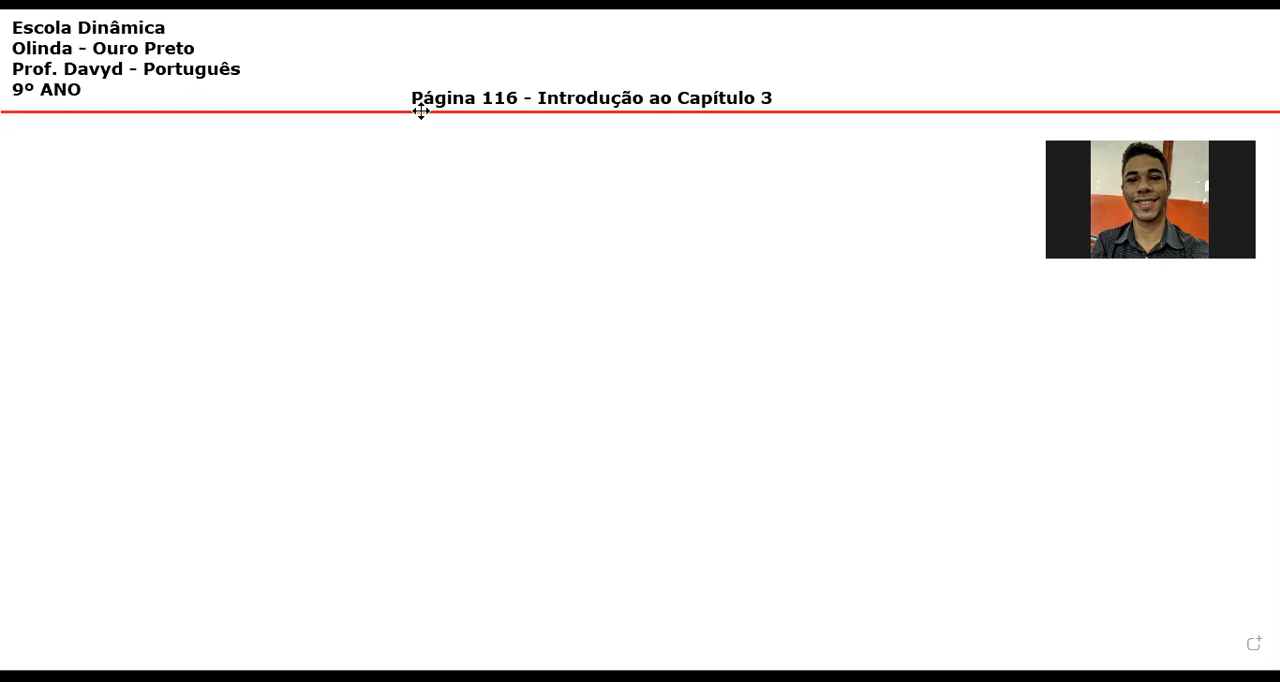 Escola Dinâmica
Olinda - Ouro Preto
Prof. Davyd - Português
9º ANO
Página 116 - Introdução ao Capítulo 3